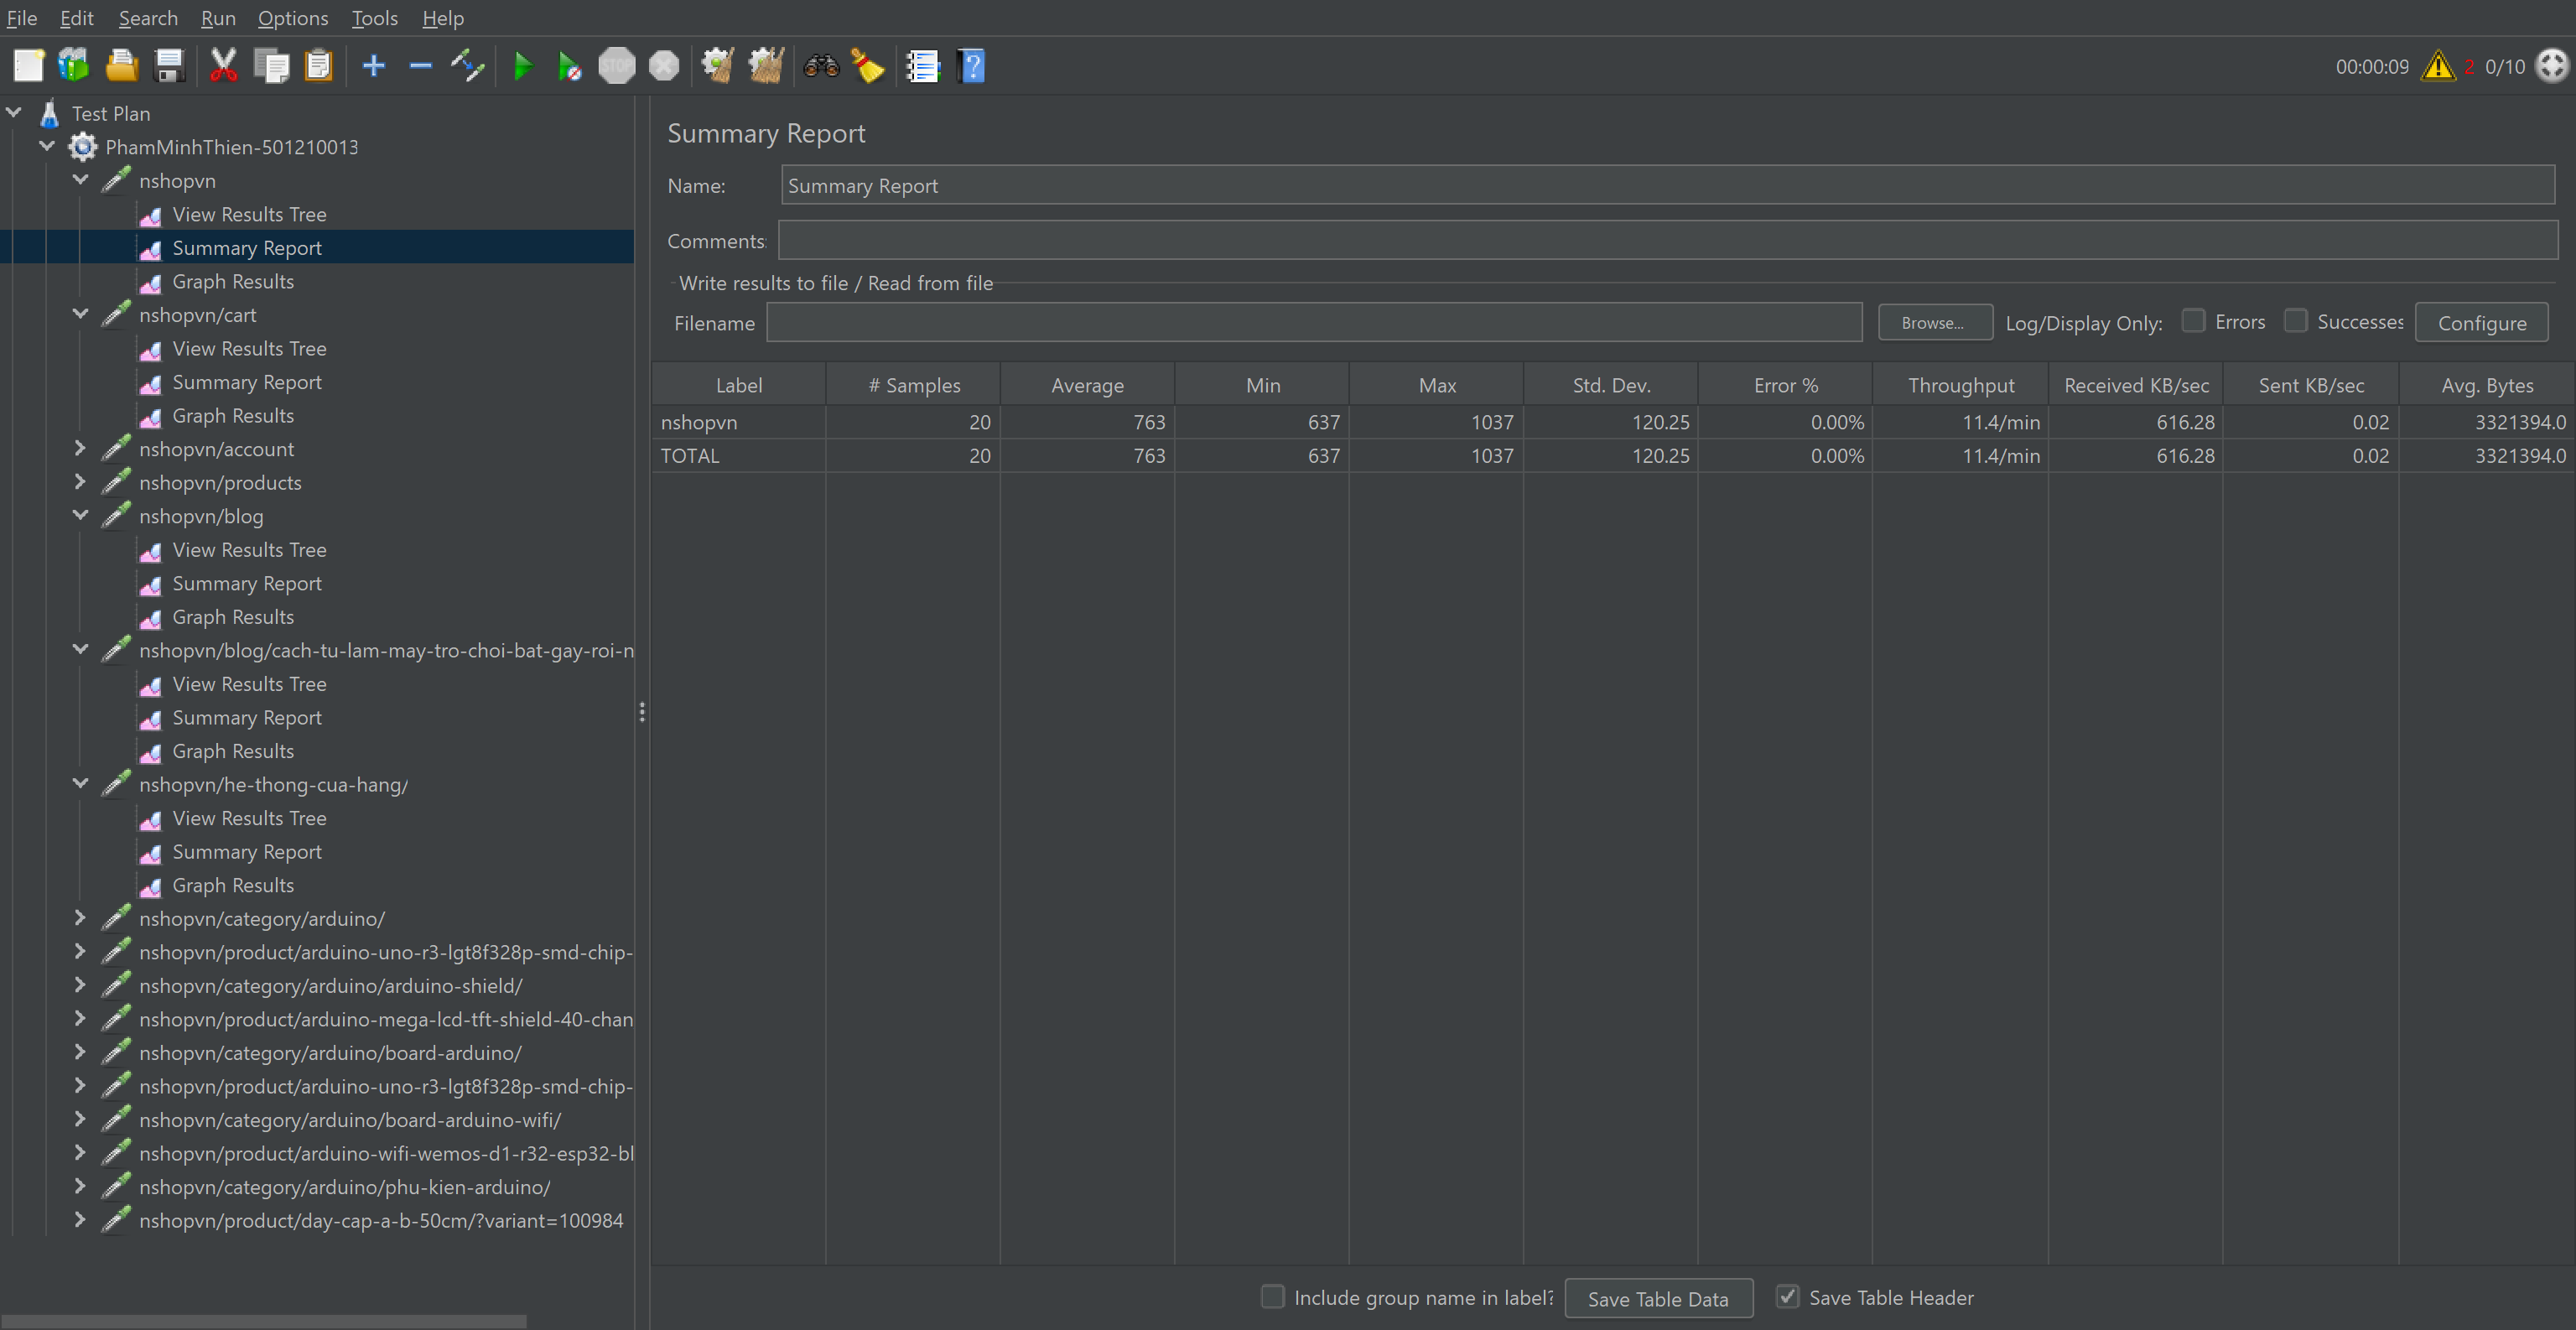 File Edit Search Run Options Tools Help
STOP
00:00:09 2 0/10
Test Plan
PhamMinhThien-501210013
nshopvn
View Results Tree
Summary Report
Graph Results
nshopvn/cart
View Results Tree
Summary Report
Graph Results
nshopvn/account
nshopvn/products
nshopvn/blog
View Results Tree
Summary Report
Graph Results
nshopvn/blog/cach-tu-lam-may-tro-choi-bat-gay-roi-n
View Results Tree
Summary Report
Graph Results
nshopvn/he-thong-cua-hang/
View Results Tree
Summary Report
Graph Results
nshopvn/category/arduino/
nshopvn/product/arduino-uno-r3-lgt8f328p-smd-chip-
nshopvn/category/arduino/arduino-shield/
nshopvn/product/arduino-mega-lcd-tft-shield-40-chan
nshopvn/category/arduino/board-arduino/
nshopvn/product/arduino-uno-r3-lgt8f328p-smd-chip-
nshopvn/category/arduino/board-arduino-wifi/
nshopvn/product/arduino-wifi-wemos-d1-r32-esp32-bl
nshopvn/category/arduino/phu-kien-arduino/
nshopvn/product/day-cap-a-b-50cm/?variant=100984
Summary Report
Name: Summary Report
Comments:
Write results to file / Read from file
Filename Browse... Log/Display Only: Errors Successes Configure
Label # Samples Average Min Max Std. Dev. Error % Throughput Received KB/sec Sent KB/sec Avg. Bytes
nshopvn 20 763 637 1037 120.25 0.00% 11.4/min 616.28 0.02 3321394.0
TOTAL 20 763 637 1037 120.25 0.00% 11.4/min 616.28 0.02 3321394.0
Include group name in label? Save Table Data Save Table Header